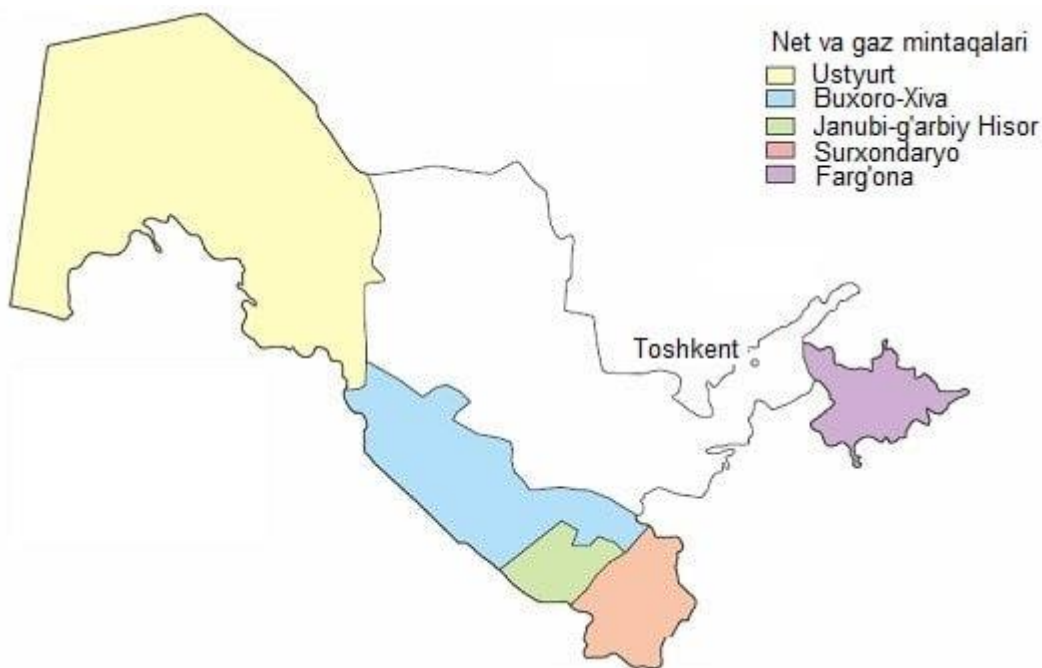 Net va gaz mintaqalari
Ustyurt
Buxoro-Xiva
Janubi-g'arbiy Hisor
Surxondaryo
Farg'ona
Toshkent